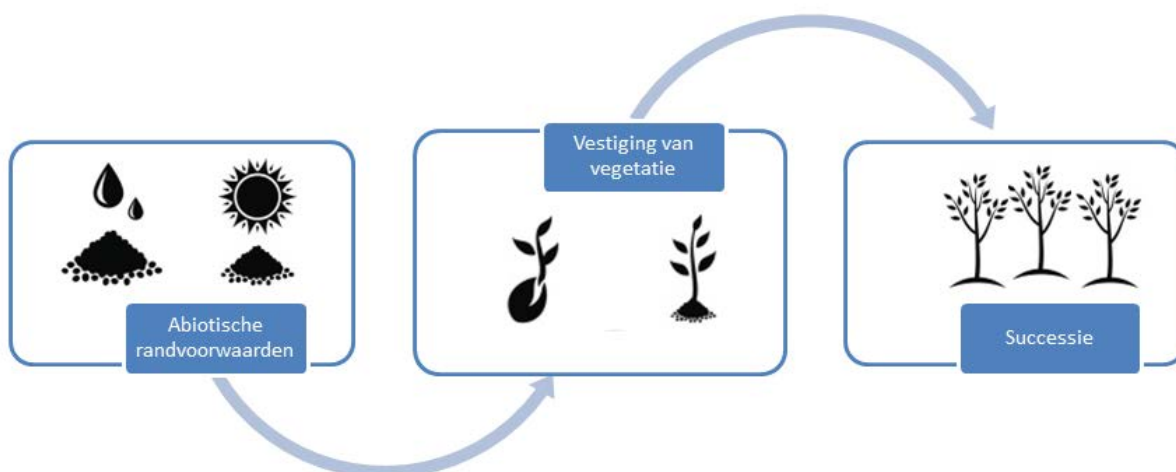 Abiotische
randvoorwaarden
Vestiging van
vegetatie
Successie